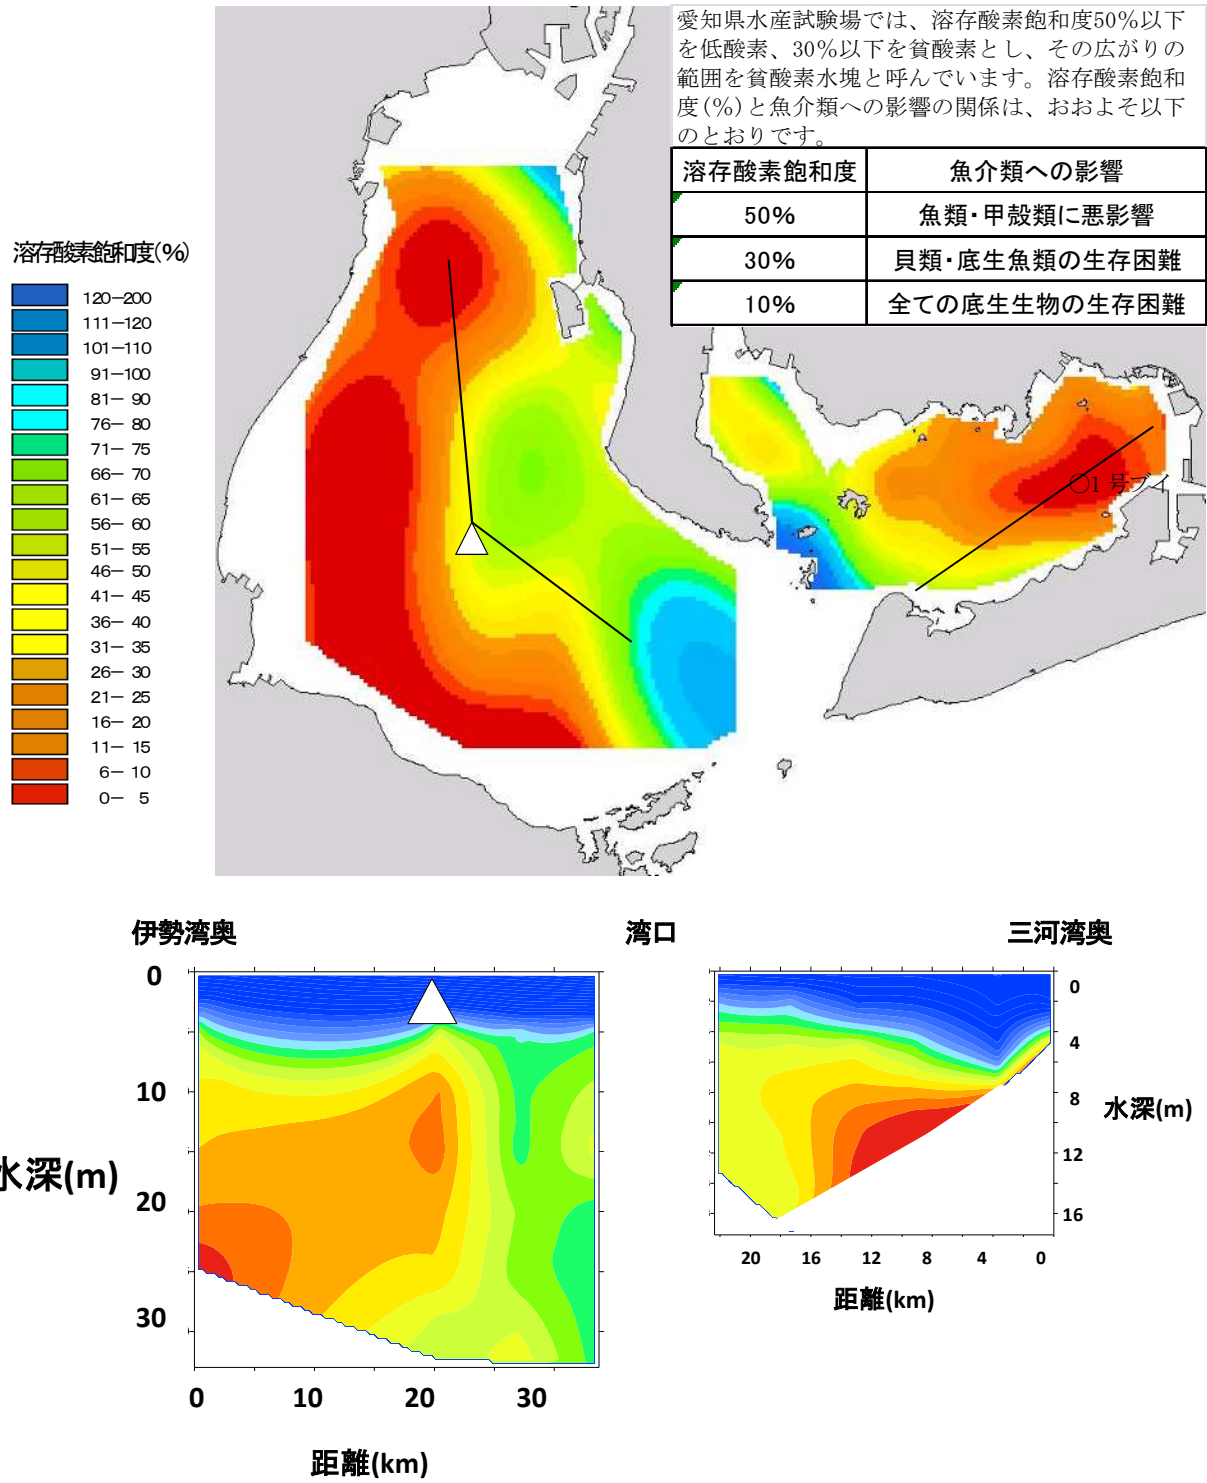 愛知県水産試験場では、溶存酸素飽和度50%以下
を低酸素、30%以下を貧酸素とし、その広がりの
範囲を貧酸素水塊と呼んでいます。溶存酸素飽和
度(%)と魚介類への影響の関係は、おおよそ以下
のとおりです。
溶存酸素飽和度 魚介類への影響
50% 魚類・甲殻類に悪影響
30% 貝類・底生魚類の生存困難
10% 全ての底生生物の生存困難
溶存酸素飽和度(%)
120-200
111-120
101-110
91-100
81- 90
76- 80
71- 75
66- 70
61- 65
56- 60
51- 55
46- 50
41- 45
36- 40
31- 35
26- 30
21- 25
16- 20
11- 15
6- 10
0- 5
○1号ブイ
伊勢湾奥 湾口 三河湾奥
0
10
20
30
水深(m)
0 10 20 30
距離(km)
0
4
8
12
16
水深(m)
20 16 12 8 4 0
距離(km)